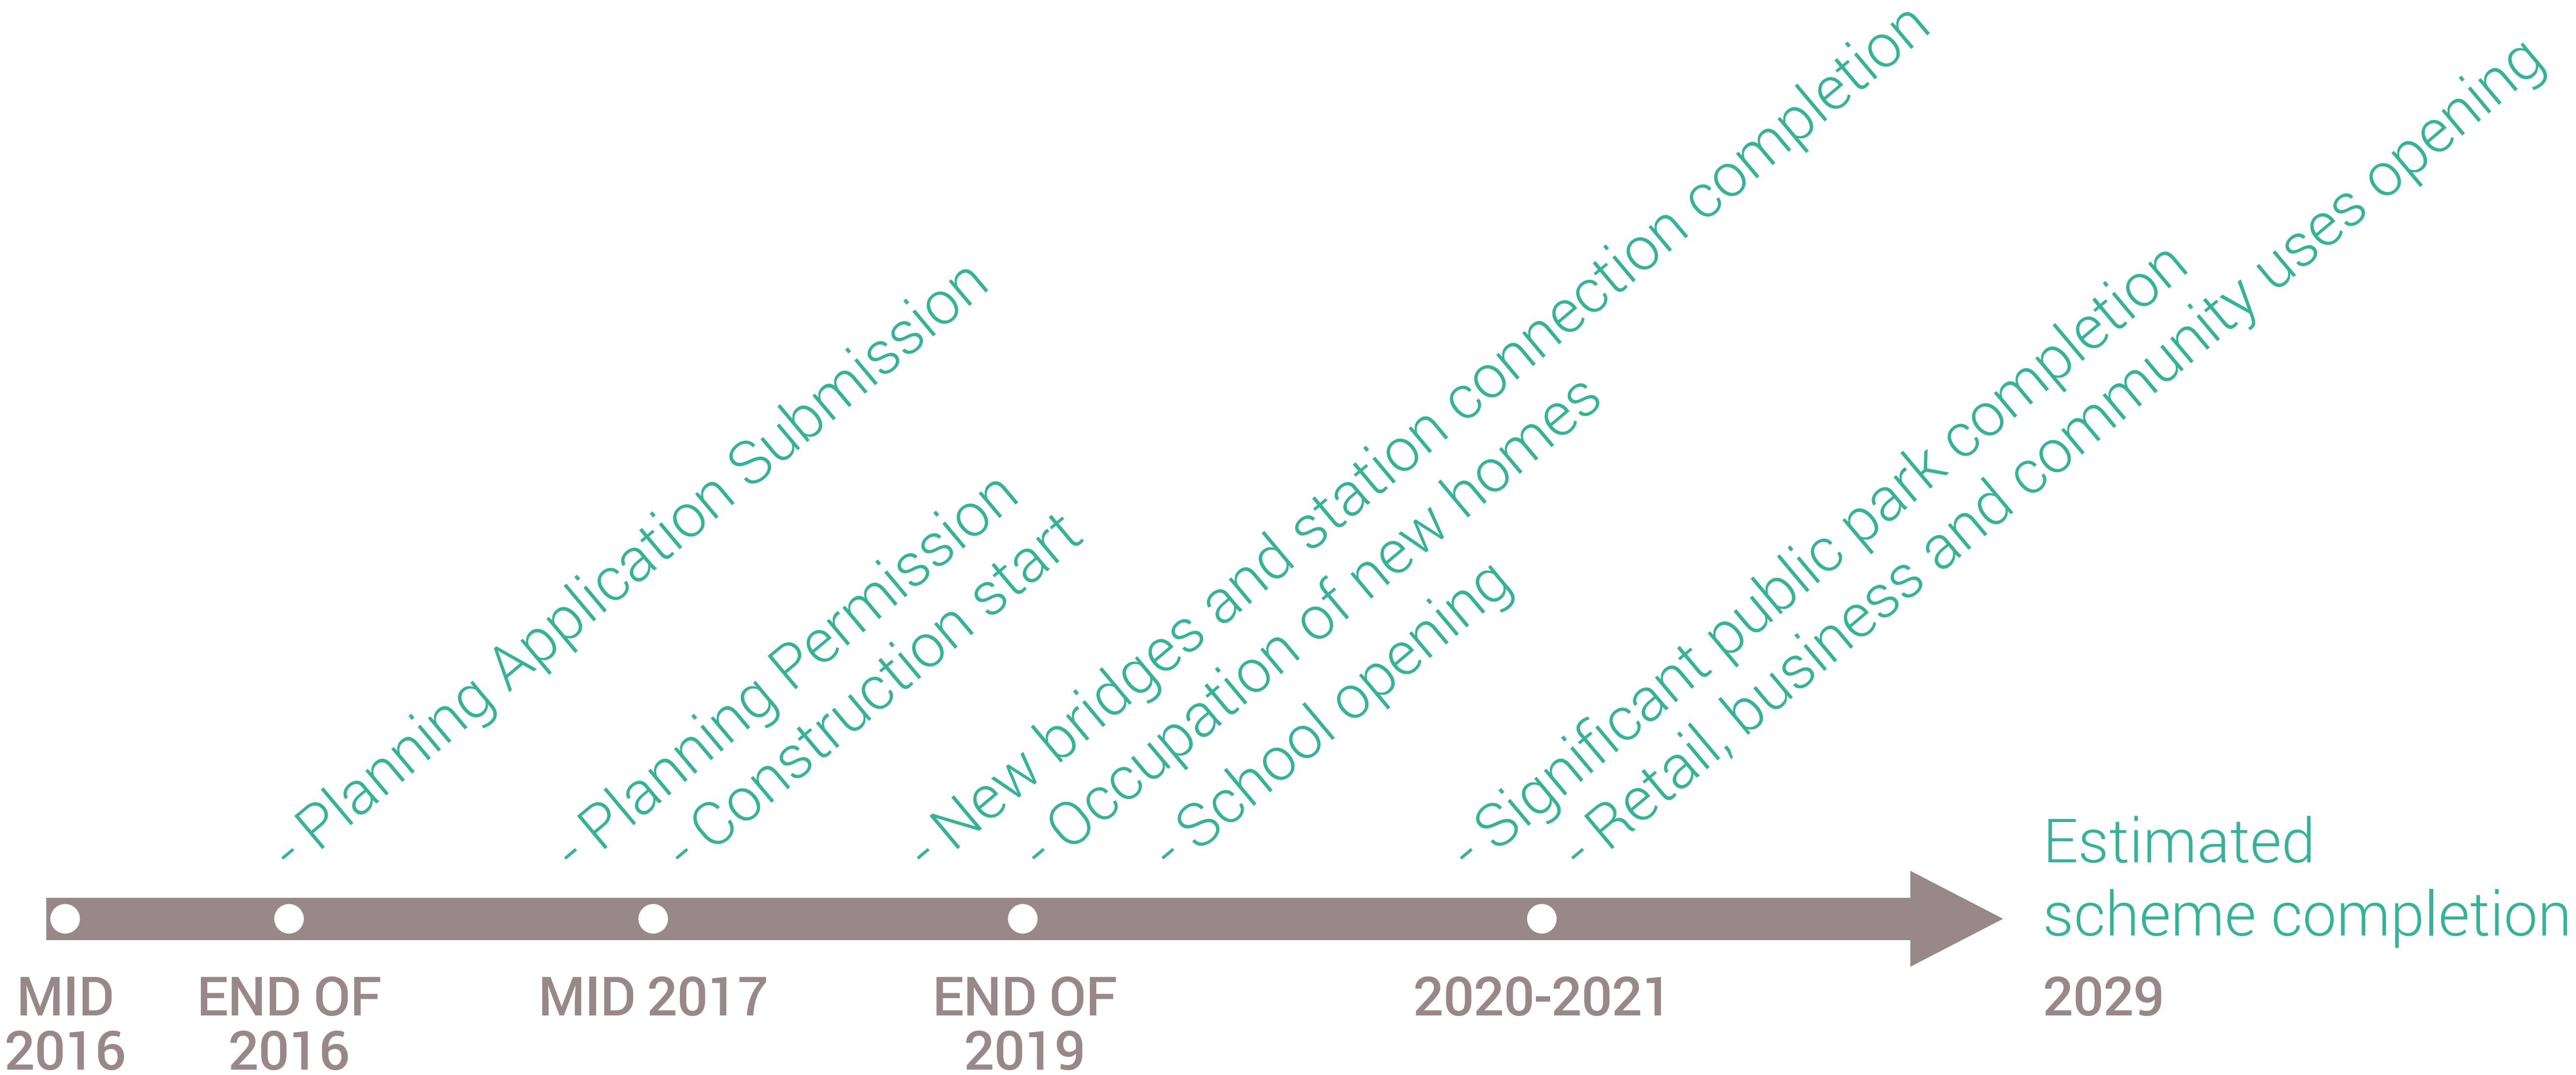 - Planning Application Submission
- Planning Permission
- Construction start
- New bridges and station connection completion
- Occupation of new homes
- School opening
- Significant public park completion
- Retail, business and community uses opening
Estimated
scheme completion
MID
2016
END OF
2016
MID 2017
END OF
2019
2020-2021
2029